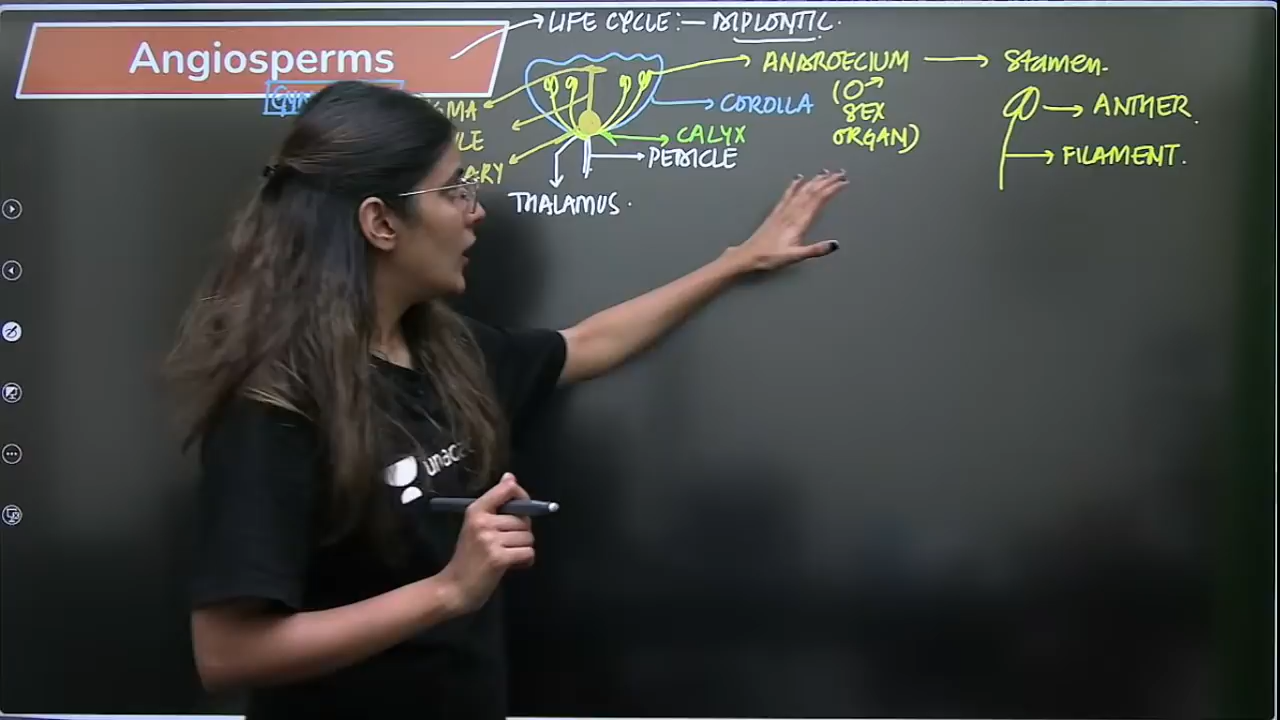 LIFE CYCLE :— DIPLONTIC.
Angiosperms
ANDROECIUM → Stamen.
(♂
SEX
ORGAN)
COROLLA
CALYX
PEDICLE
THALAMUS.
ANTHER.
FILAMENT.